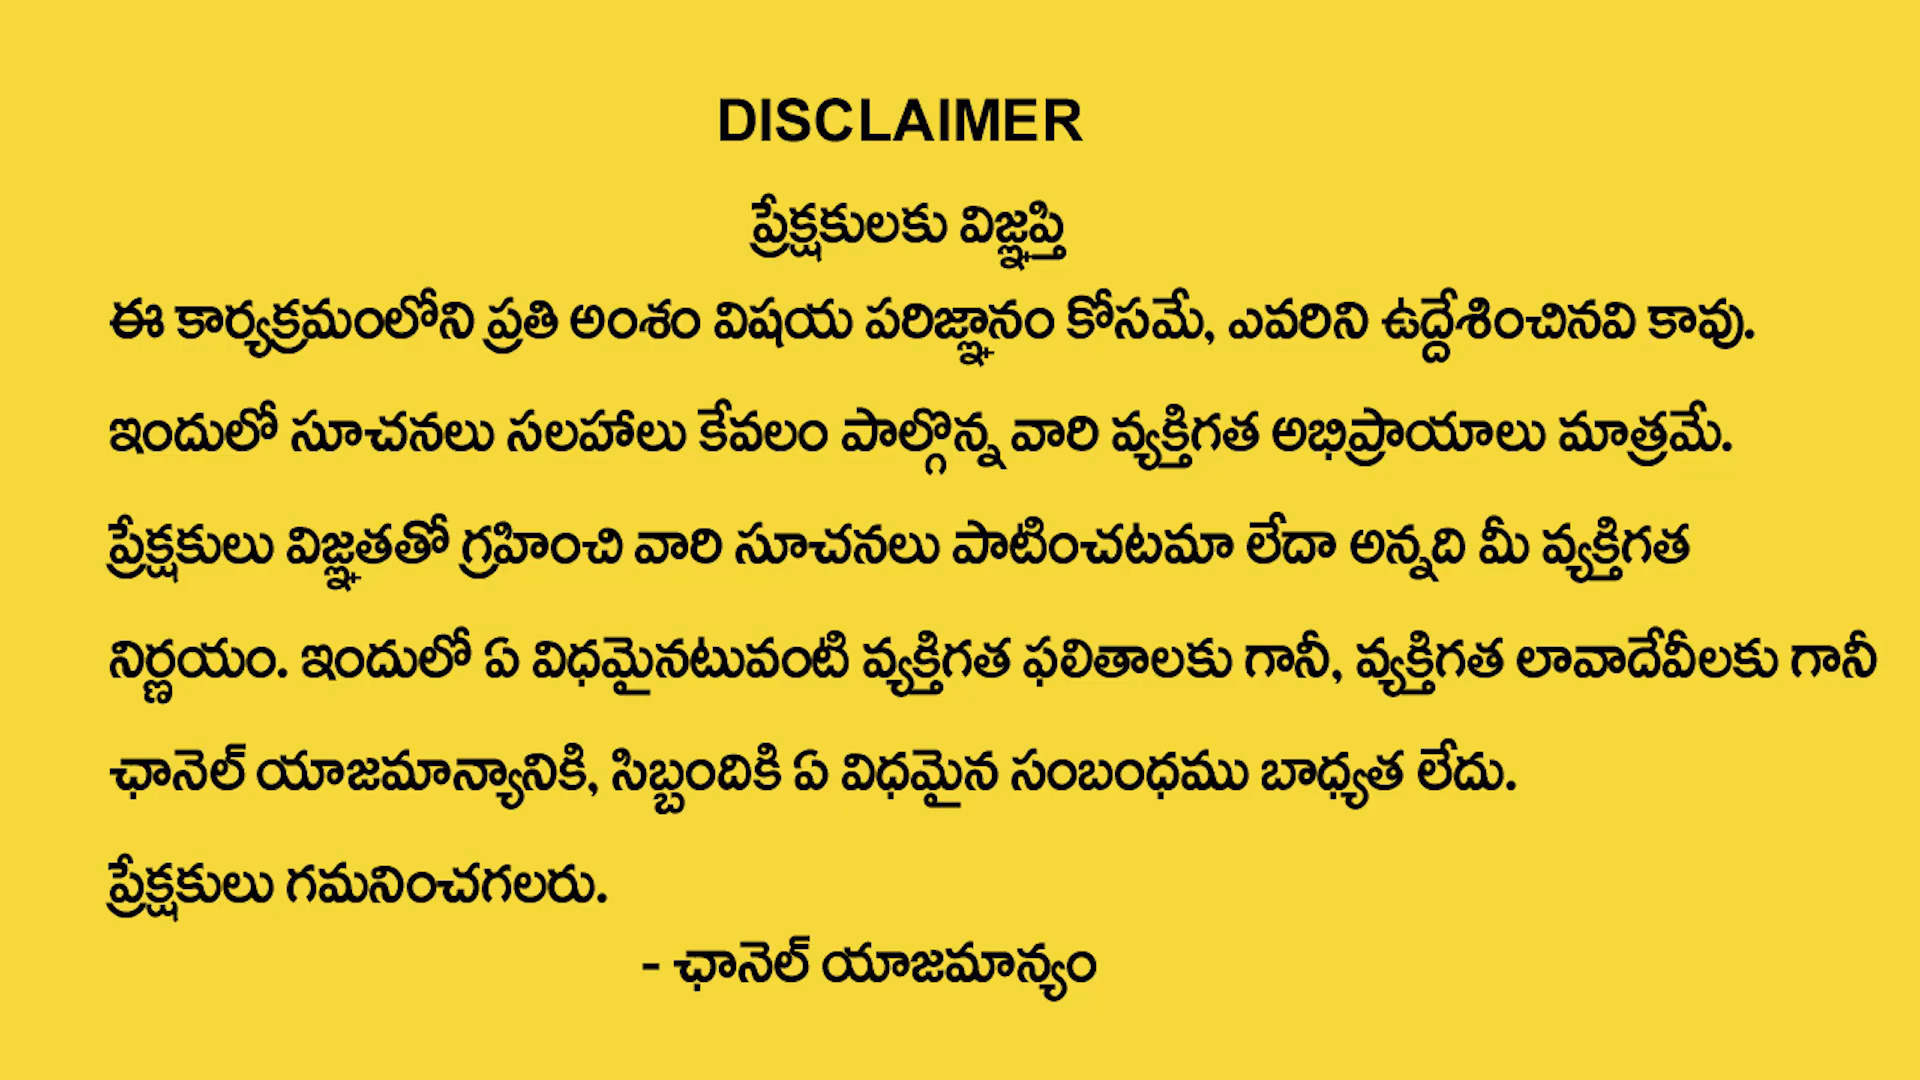 DISCLAIMER
ప్రేక్షకులకు విజ్ఞప్తి
ఈ కార్యక్రమంలోని ప్రతి అంశం విషయ పరిజ్ఞానం కోసమే, ఎవరిని ఉద్దేశించినవి కావు.
ఇందులో సూచనలు సలహాలు కేవలం పాల్గొన్న వారి వ్యక్తిగత అభిప్రాయాలు మాత్రమే.
ప్రేక్షకులు విజ్ఞతతో గ్రహించి వారి సూచనలు పాటించటమా లేదా అన్నది మీ వ్యక్తిగత
నిర్ణయం. ఇందులో ఏ విధమైనటువంటి వ్యక్తిగత ఫలితాలకు గానీ, వ్యక్తిగత లావాదేవీలకు గానీ
ఛానెల్ యాజమాన్యానికి, సిబ్బందికి ఏ విధమైన సంబంధము బాధ్యత లేదు.
ప్రేక్షకులు గమనించగలరు.
- ఛానెల్ యాజమాన్యం